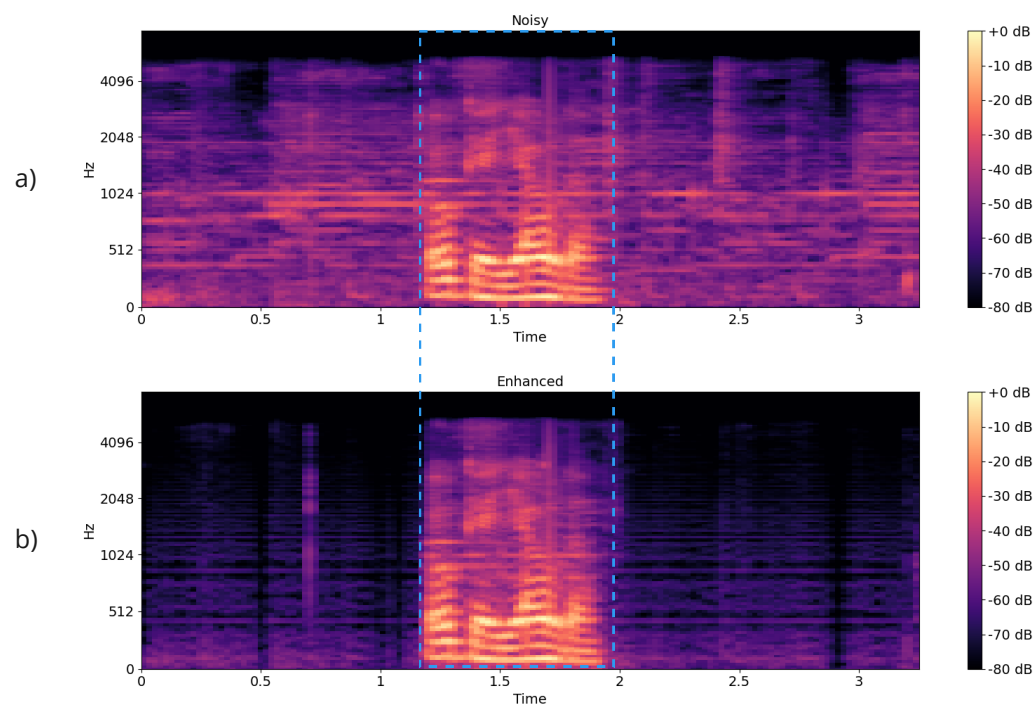 Noisy
a)
Hz
4096
2048
1024
512
0
0 0.5 1 1.5 2 2.5 3
Time
+0 dB
-10 dB
-20 dB
-30 dB
-40 dB
-50 dB
-60 dB
-70 dB
-80 dB
Enhanced
b)
Hz
4096
2048
1024
512
0
0 0.5 1 1.5 2 2.5 3
Time
+0 dB
-10 dB
-20 dB
-30 dB
-40 dB
-50 dB
-60 dB
-70 dB
-80 dB